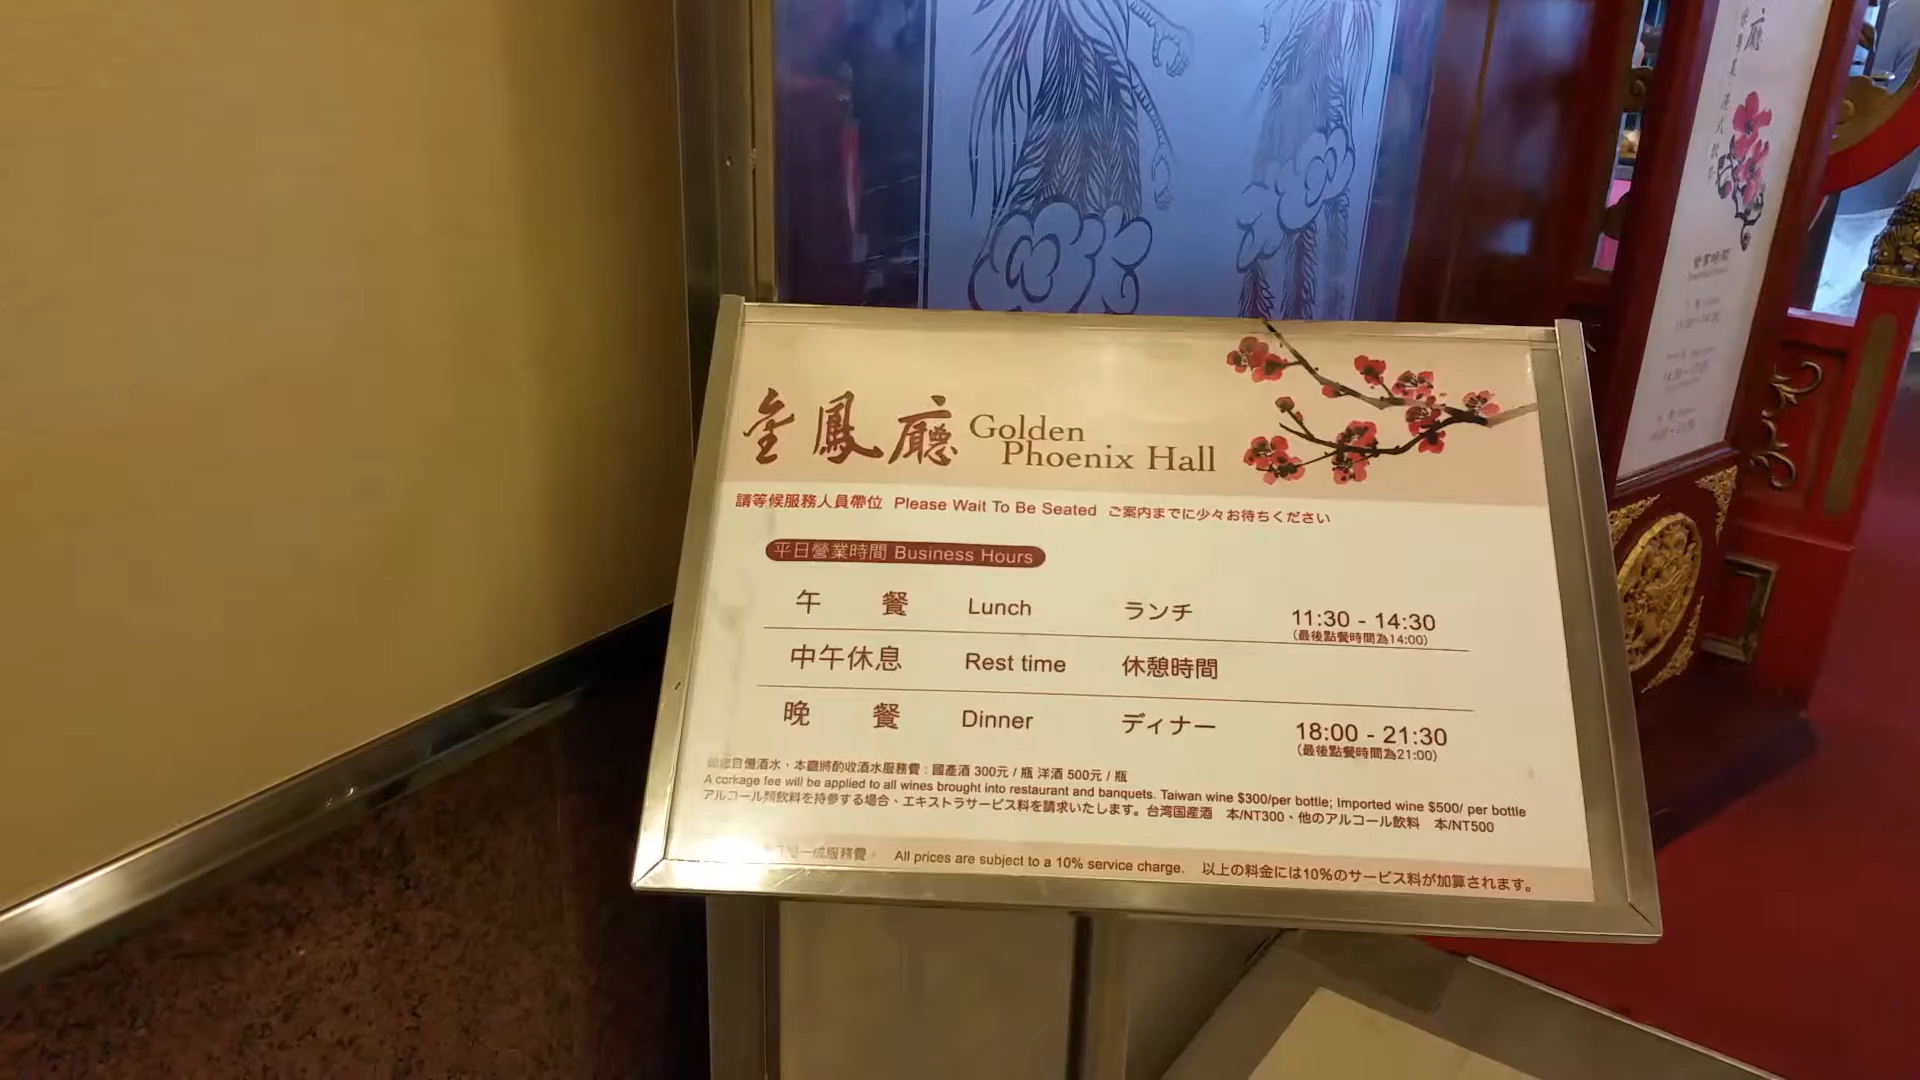 金鳳廳 Golden
Phoenix Hall
請等候服務人員帶位 Please Wait To Be Seated ご案内までに少々お待ちください
平日營業時間 Business Hours
午餐 Lunch ランチ 11:30 - 14:30
(最後點餐時間為14:00)
中午休息 Rest time 休憩時間
晚餐 Dinner ディナー 18:00 - 21:30
(最後點餐時間為21:00)
自備酒水、本廳將酌收酒水服務費：國產酒 300元 / 瓶 洋酒 500元 / 瓶
A corkage fee will be applied to all wines brought into restaurant and banquets. Taiwan wine $300/per bottle; Imported wine $500/ per bottle
アルコール類飲料を持参する場合、エキストラサービス料を請求いたします。台湾国産酒 本/NT300、他のアルコール飲料 本/NT500
一成服務費。 All prices are subject to a 10% service charge. 以上の料金には10%のサービス料が加算されます。
廳
營業時間